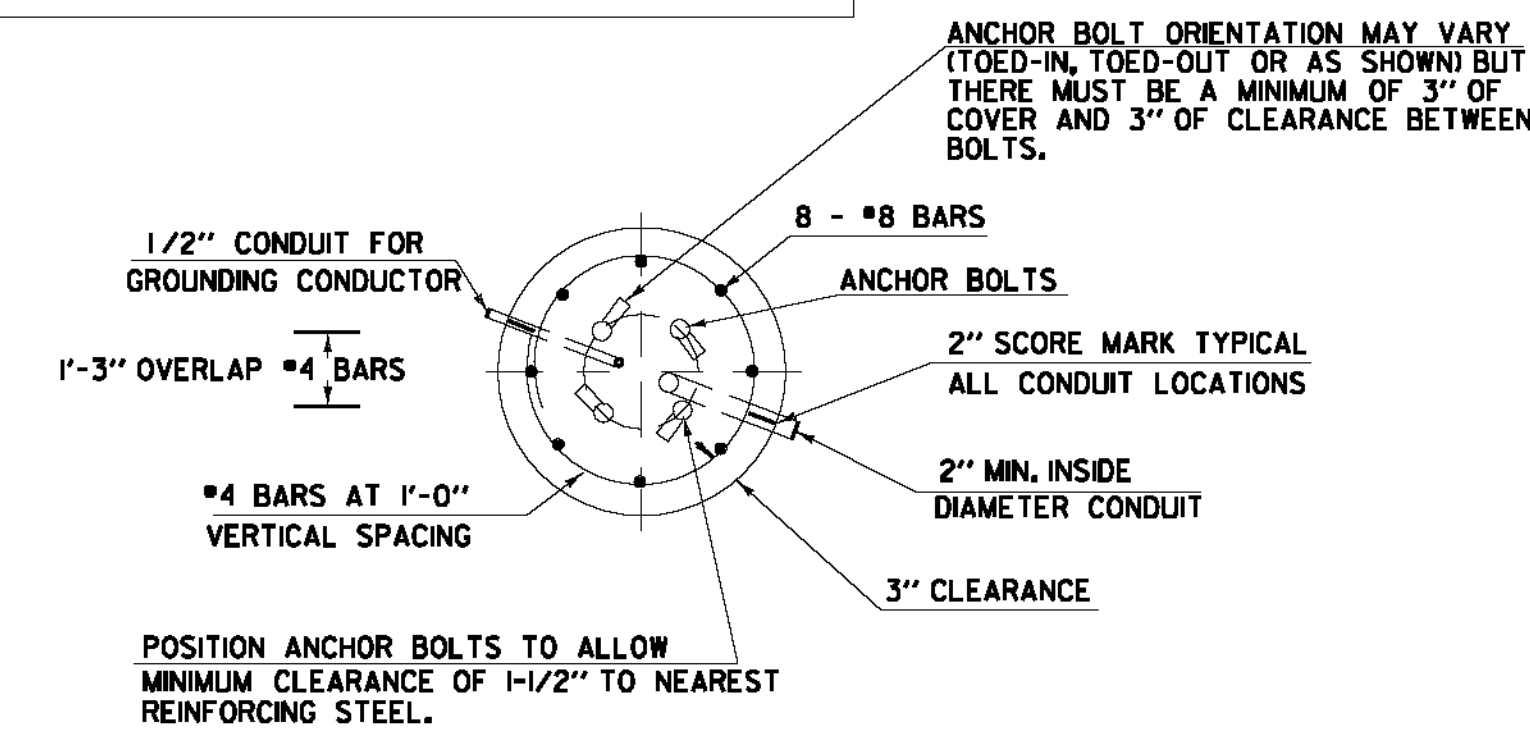 ANCHOR BOLT ORIENTATION MAY VARY
(TOED-IN, TOED-OUT OR AS SHOWN) BUT
THERE MUST BE A MINIMUM OF 3" OF
COVER AND 3" OF CLEARANCE BETWEEN
BOLTS.
8 - #8 BARS
1/2" CONDUIT FOR
GROUNDING CONDUCTOR
ANCHOR BOLTS
2" SCORE MARK TYPICAL
ALL CONDUIT LOCATIONS
1'-3" OVERLAP #4 BARS
2" MIN. INSIDE
DIAMETER CONDUIT
#4 BARS AT 1'-0"
VERTICAL SPACING
3" CLEARANCE
POSITION ANCHOR BOLTS TO ALLOW
MINIMUM CLEARANCE OF 1-1/2" TO NEAREST
REINFORCING STEEL.